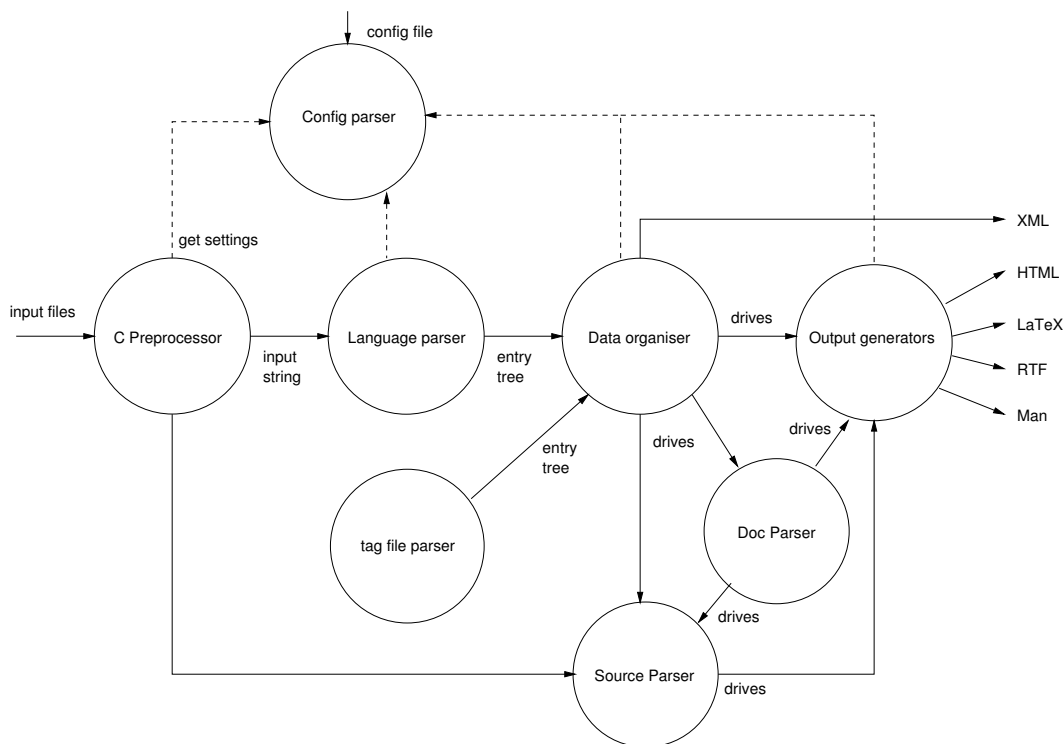 config file
Config parser
get settings
XML
HTML
input files
LaTeX
drives
C Preprocessor
Language parser
Data organiser
Output generators
input
string
entry
tree
RTF
Man
drives
drives
entry
tree
Doc Parser
tag file parser
drives
Source Parser
drives